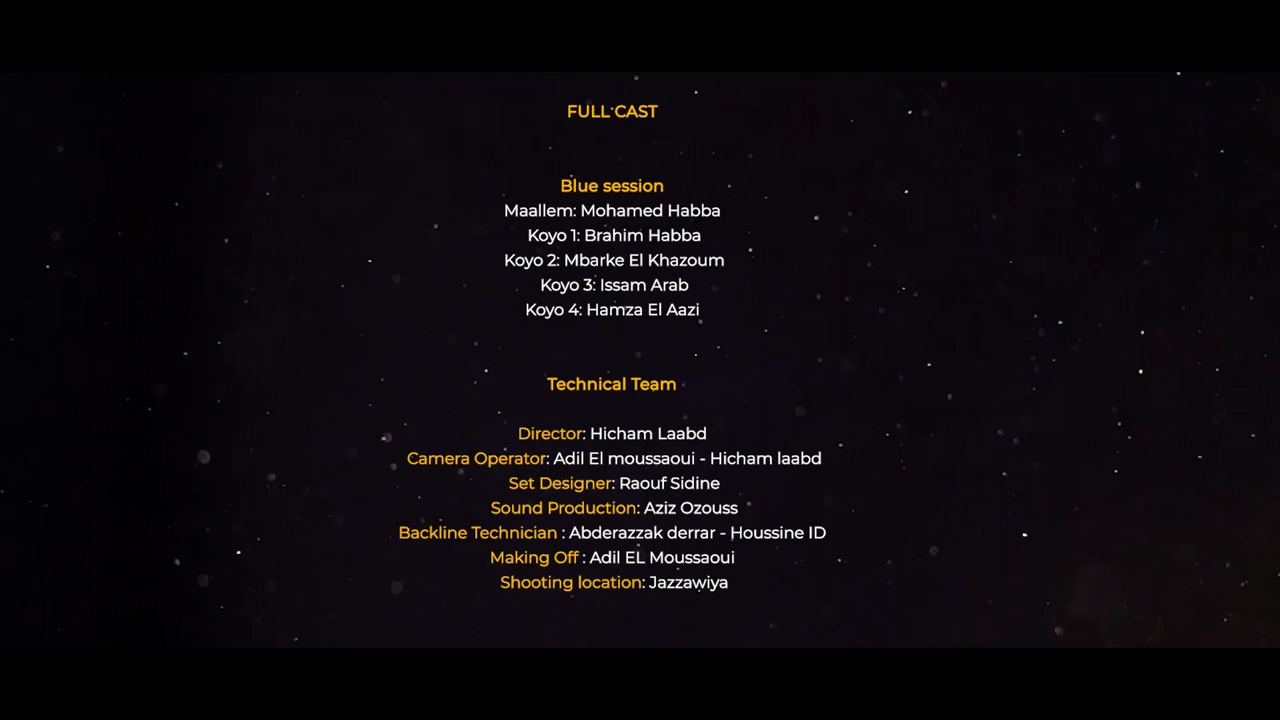 FULL CAST
Blue session
Maallem: Mohamed Habba
Koyo 1: Brahim Habba
Koyo 2: Mbarke El Khazoum
Koyo 3: Issam Arab
Koyo 4: Hamza El Aazi
Technical Team
Director: Hicham Laabd
Camera Operator: Adil El moussaoui - Hicham laabd
Set Designer: Raouf Sidine
Sound Production: Aziz Ozouss
Backline Technician : Abderazzak derrar - Houssine ID
Making Off : Adil EL Moussaoui
Shooting location: Jazzawiya